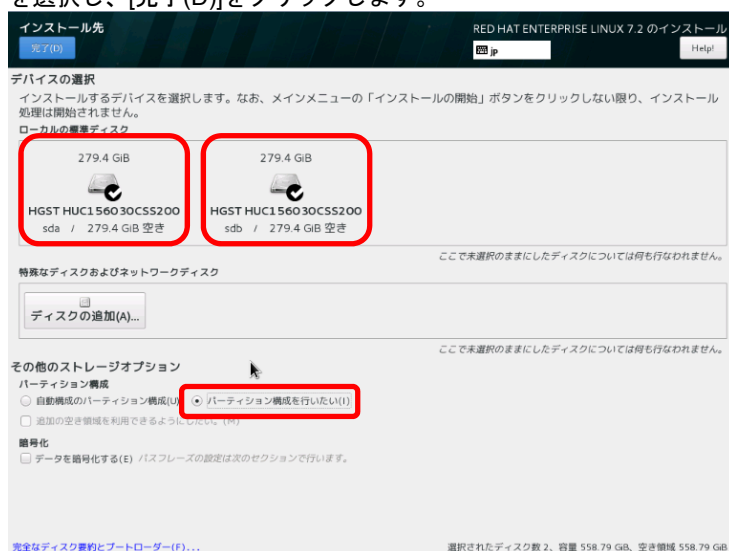 を選択し、[完了(D)]をクリックします。
インストール先
RED HAT ENTERPRISE LINUX 7.2 のインストール
完了(D)
jp
Help!
デバイスの選択
インストールするデバイスを選択します。なお、メインメニューの「インストールの開始」ボタンをクリックしない限り、インストール
処理は開始されません。
ローカルの標準ディスク
279.4 GiB
279.4 GiB
HGST HUC156030CSS200
HGST HUC156030CSS200
sda / 279.4 GiB 空き
sdb / 279.4 GiB 空き
ここで未選択のままにしたディスクについては何も行なわれません。
特殊なディスクおよびネットワークディスク
ディスクの追加(A)...
ここで未選択のままにしたディスクについては何も行なわれません。
その他のストレージオプション
パーティション構成
自動構成のパーティション構成(U)
パーティション構成を行いたい(I)
追加の空き領域を利用できるようにしたい。(M)
暗号化
データを暗号化する(E) パスフレーズの設定は次のセクションで行います。
完全なディスク要約とブートローダー(F)...
選択されたディスク数 2、容量 558.79 GiB、空き領域 558.79 GiB